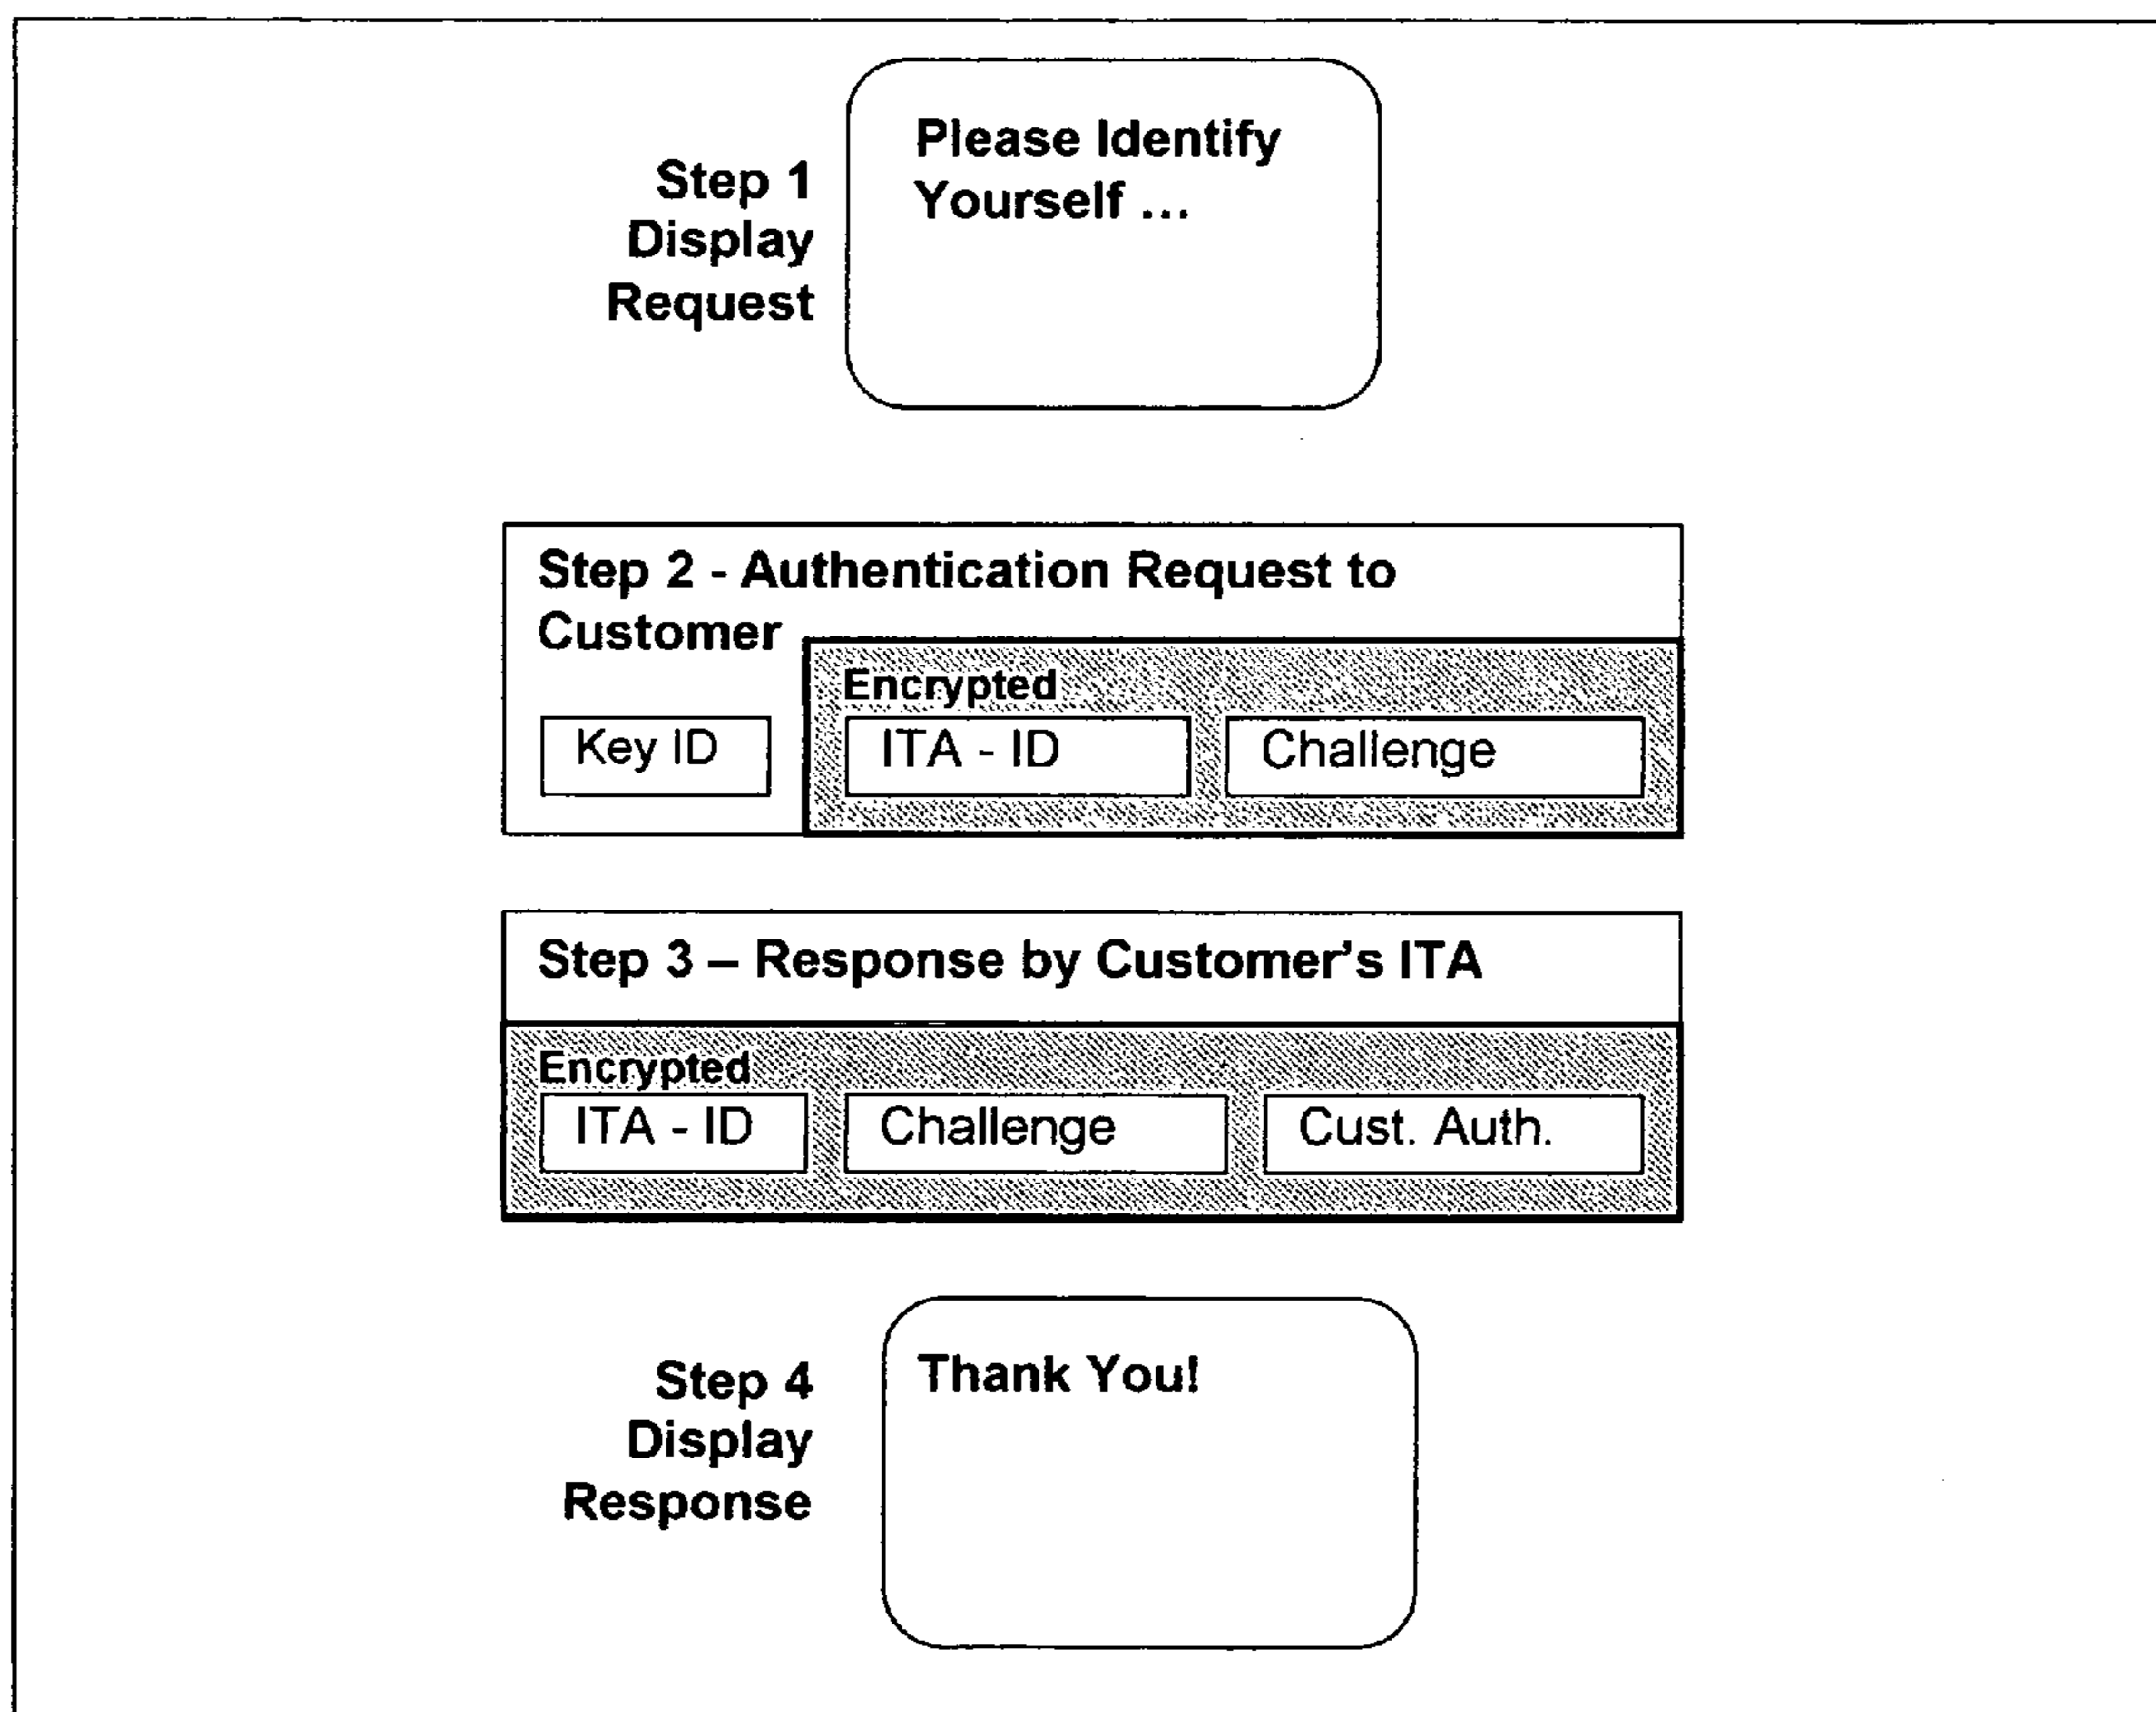 Step 1
Display
Request
Please Identify
Yourself ...
Step 2 - Authentication Request to
Customer
Encrypted
Key ID
ITA - ID
Challenge
Step 3 – Response by Customer's ITA
Encrypted
ITA - ID
Challenge
Cust. Auth.
Step 4
Display
Response
Thank You!